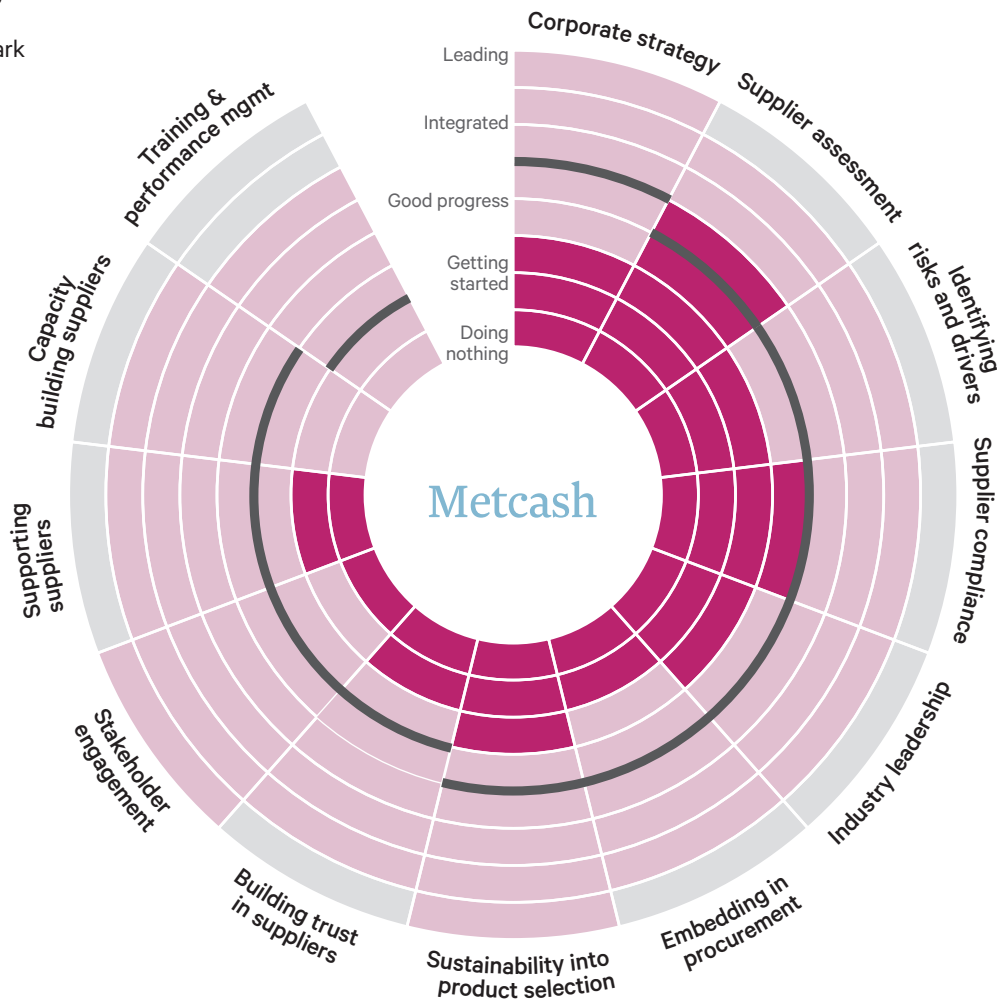 ark
Leading
Integrated
Good progress
Getting
started
Doing
nothing
Corporate strategy
Supplier assessment
Identifying
risks and drivers
Supplier compliance
Industry leadership
Embedding in
procurement
Sustainability into
product selection
Building trust
in suppliers
Stakeholder
engagement
Supporting
suppliers
Capacity
building suppliers
Training &
performance mgmt
Metcash